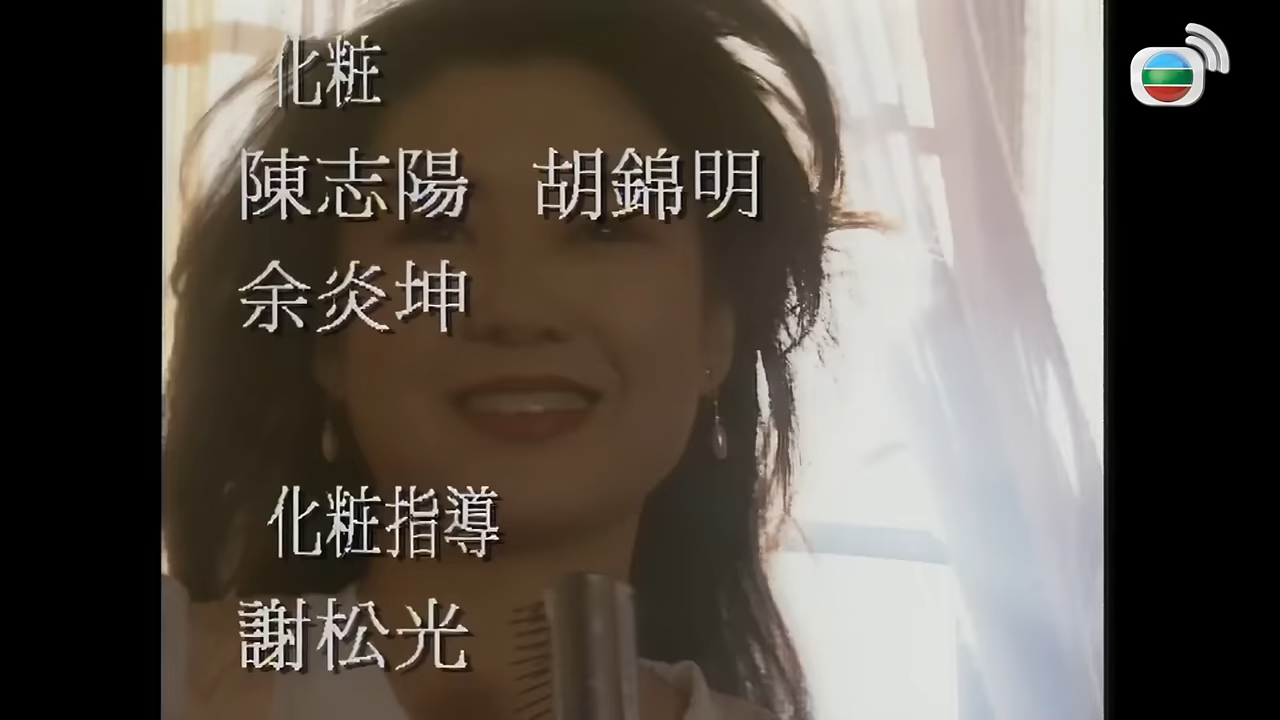 化粧
陳志陽 胡錦明
余炎坤
化粧指導
謝松光